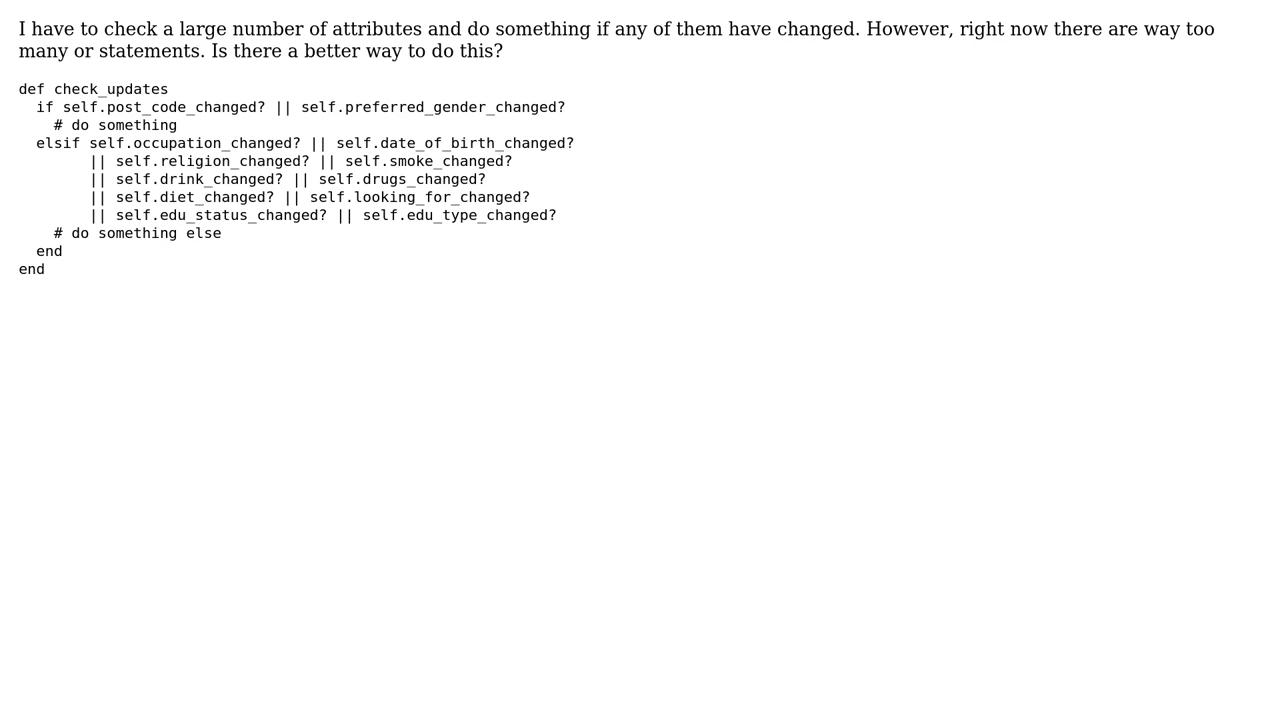 I have to check a large number of attributes and do something if any of them have changed. However, right now there are way too
many or statements. Is there a better way to do this?
def check_updates
  if self.post_code_changed? || self.preferred_gender_changed?
    # do something
  elsif self.occupation_changed? || self.date_of_birth_changed?
        || self.religion_changed? || self.smoke_changed?
        || self.drink_changed? || self.drugs_changed?
        || self.diet_changed? || self.looking_for_changed?
        || self.edu_status_changed? || self.edu_type_changed?
    # do something else
  end
end